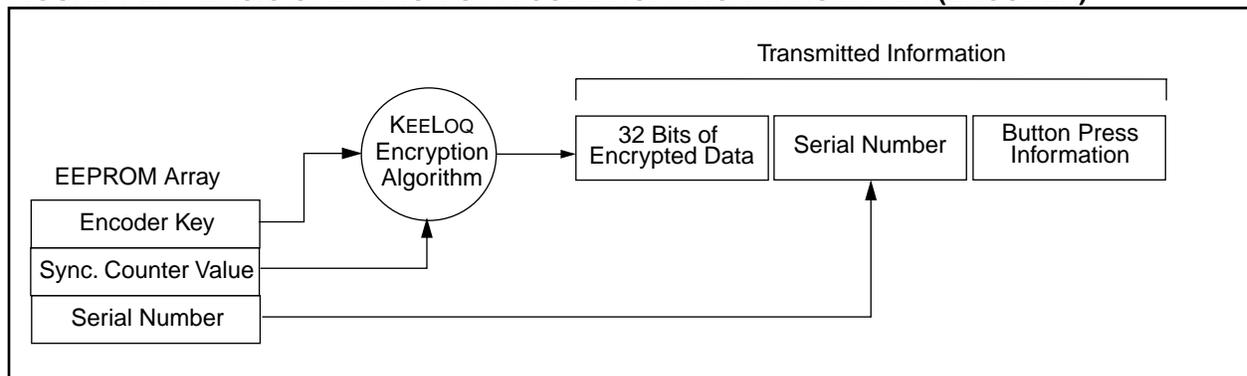 Transmitted Information
KEELOQ
Encryption
Algorithm
32 Bits of
Encrypted Data
Serial Number
Button Press
Information
EEPROM Array
Encoder Key
Sync. Counter Value
Serial Number